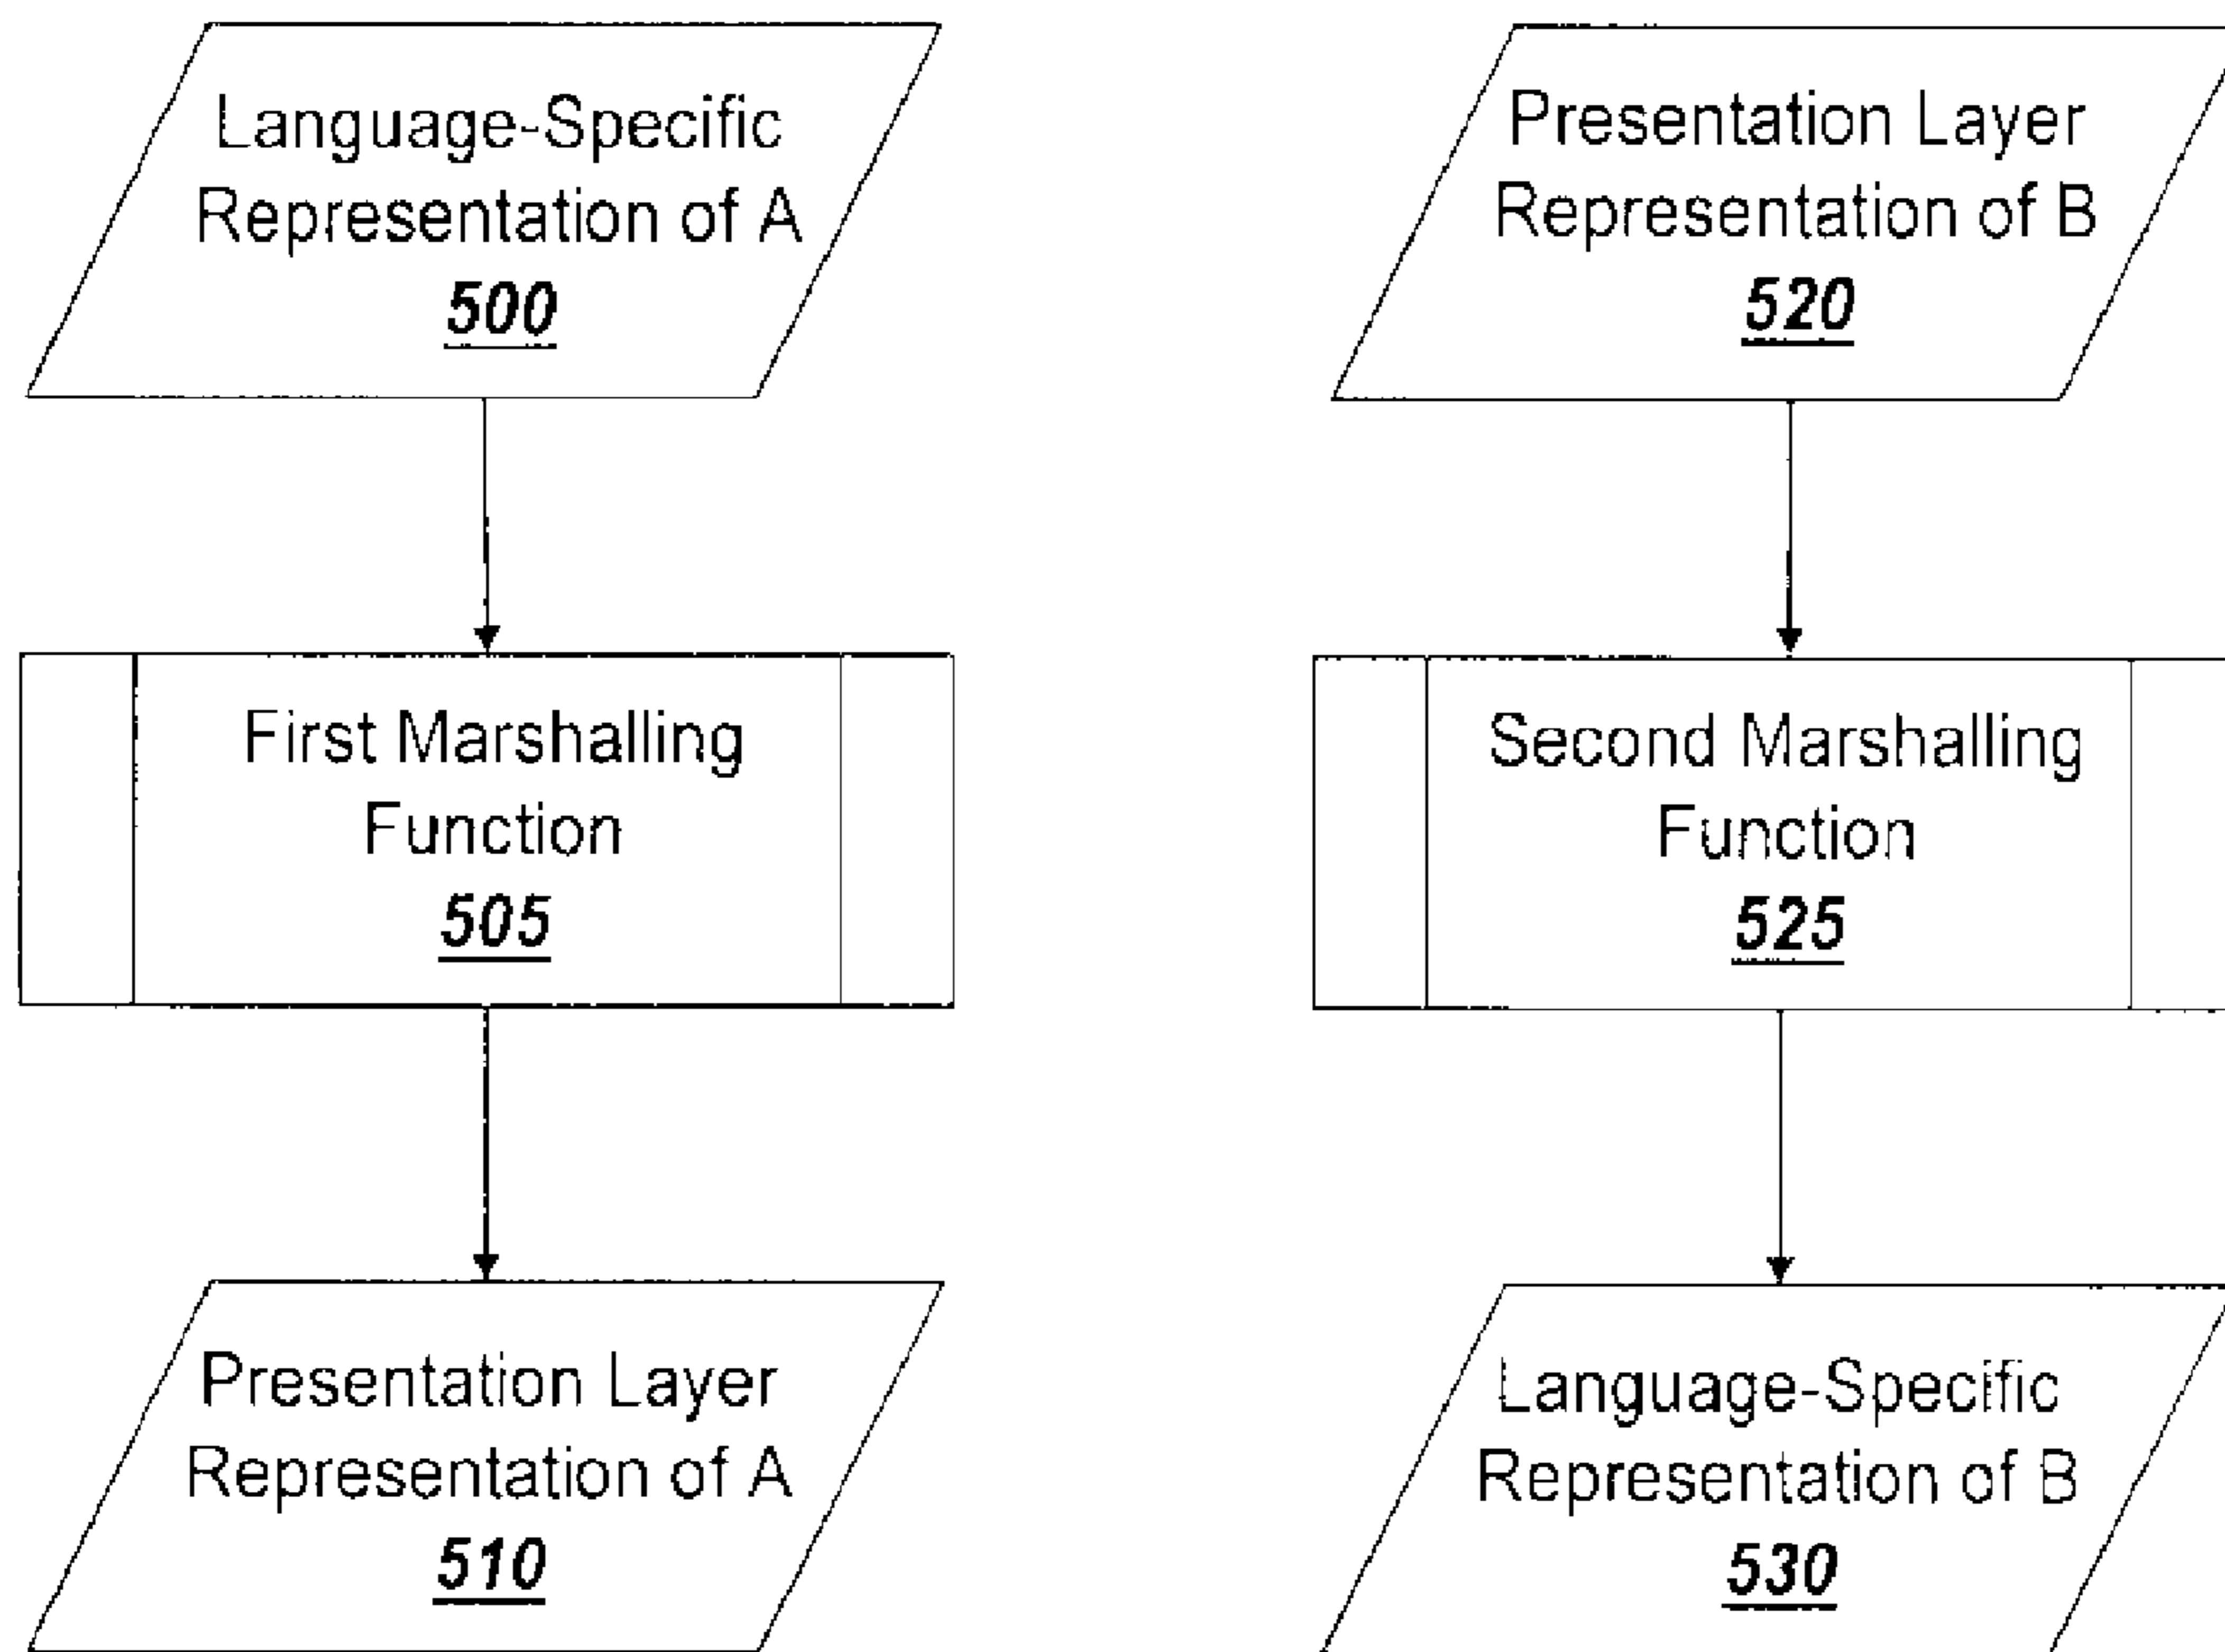 Language-Specific
Representation of A
500
First Marshalling
Function
505
Presentation Layer
Representation of A
510
Presentation Layer
Representation of B
520
Second Marshalling
Function
525
Language-Specific
Representation of B
530